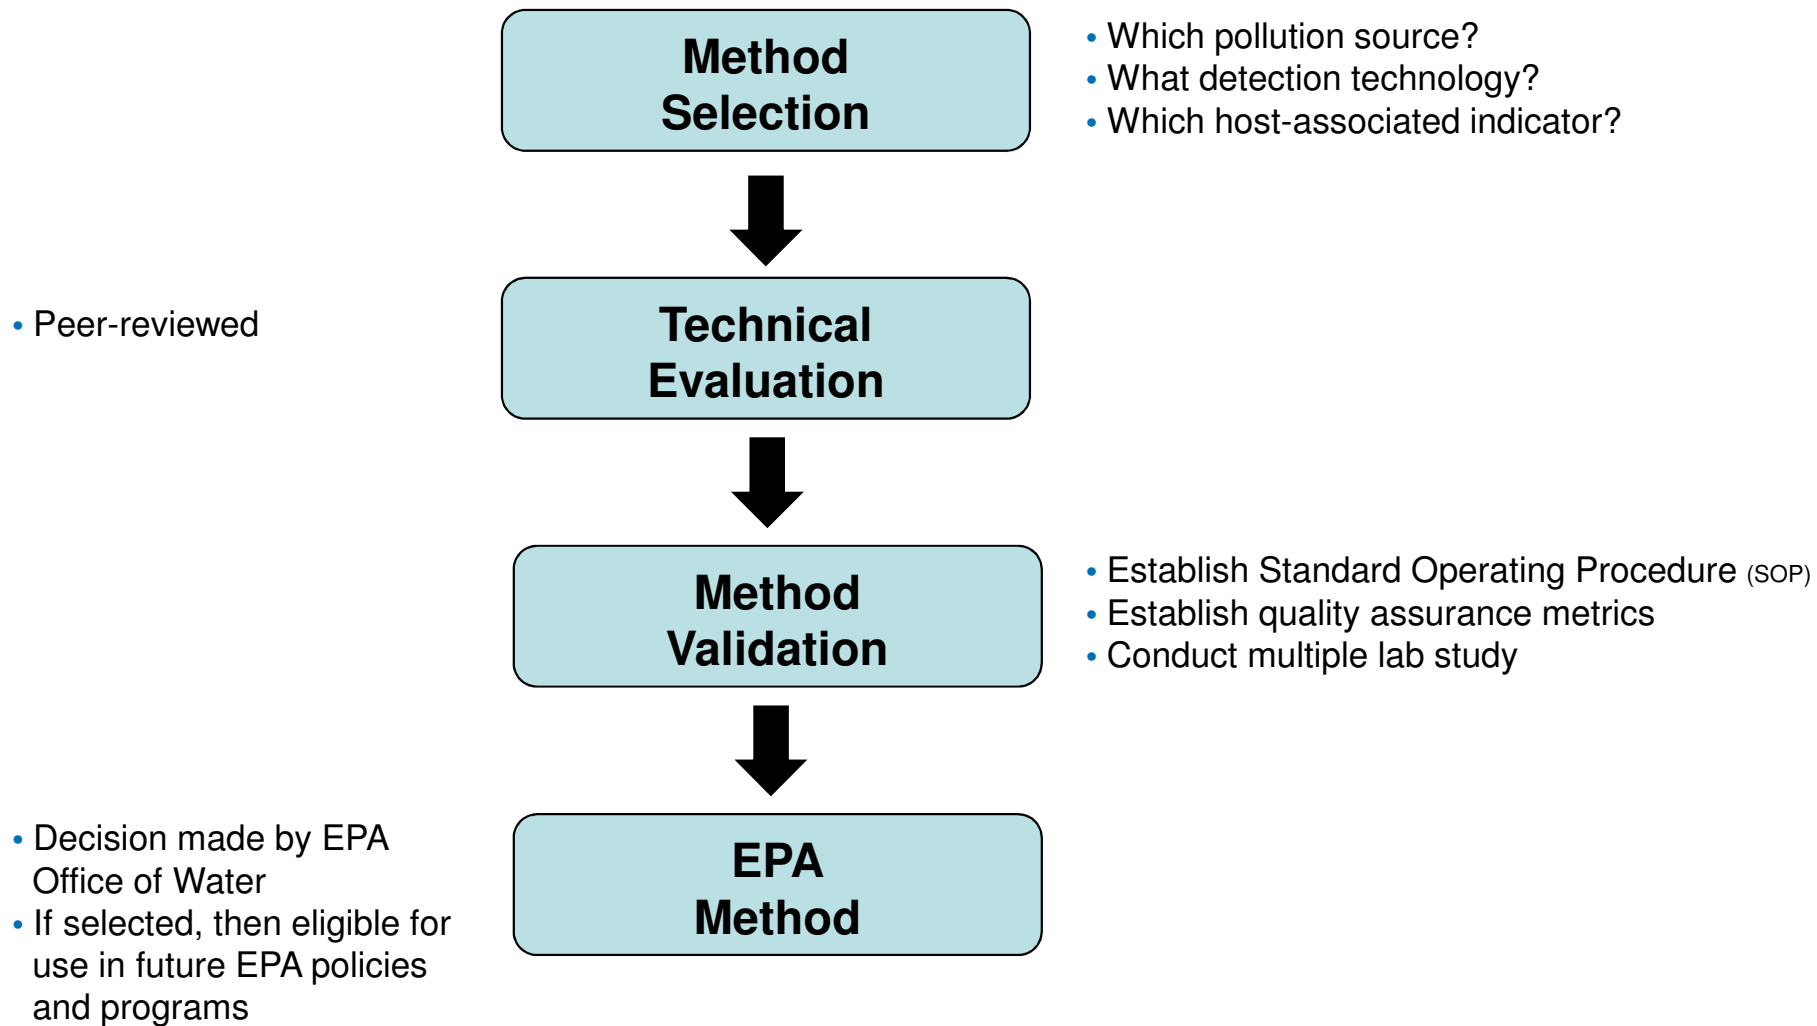 Method
Selection
• Which pollution source?
• What detection technology?
• Which host-associated indicator?
• Peer-reviewed
Technical
Evaluation
Method
Validation
• Establish Standard Operating Procedure (SOP)
• Establish quality assurance metrics
• Conduct multiple lab study
• Decision made by EPA
Office of Water
• If selected, then eligible for
use in future EPA policies
and programs
EPA
Method